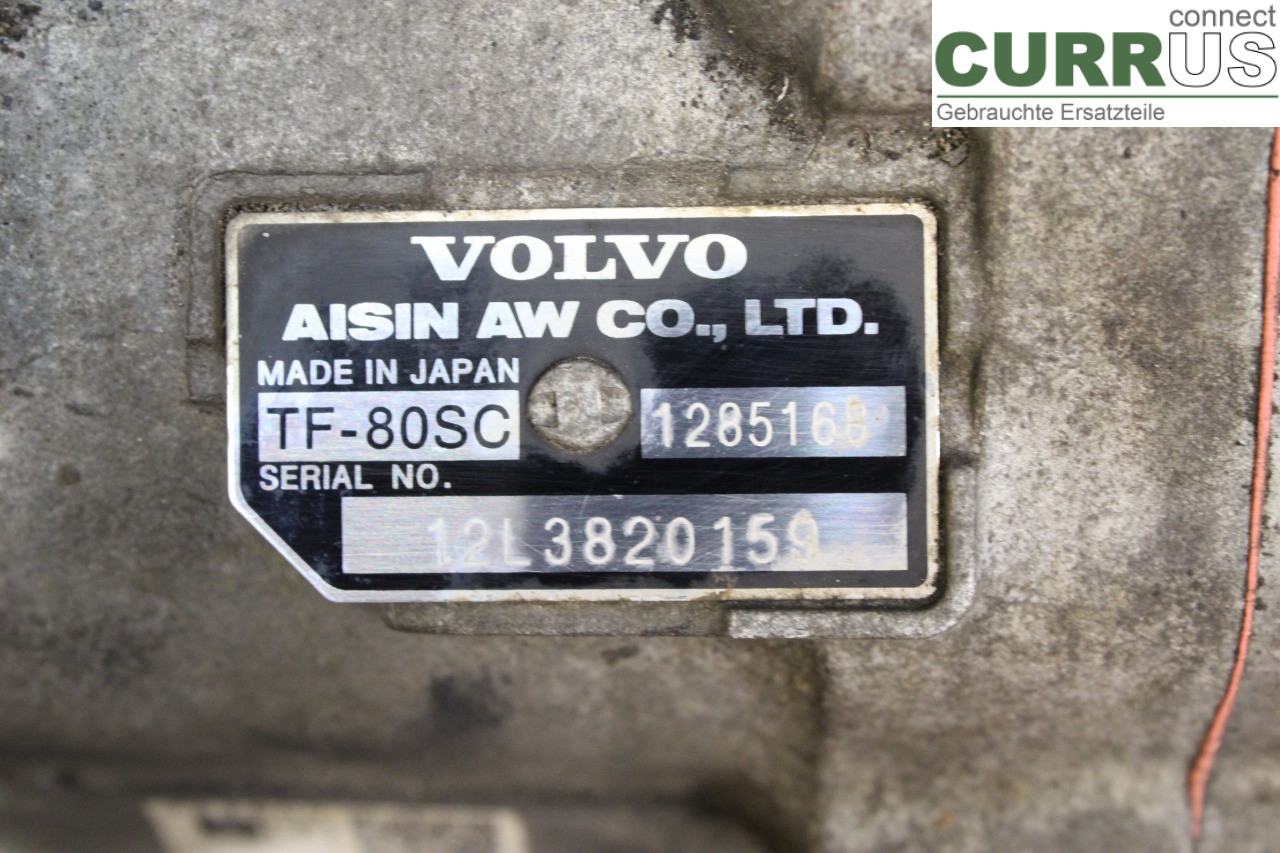 connect
CURRUS
Gebrauchte Ersatzteile
VOLVO
AISIN AW CO., LTD.
MADE IN JAPAN
TF-80SC 1285168
SERIAL NO.
12L3820159